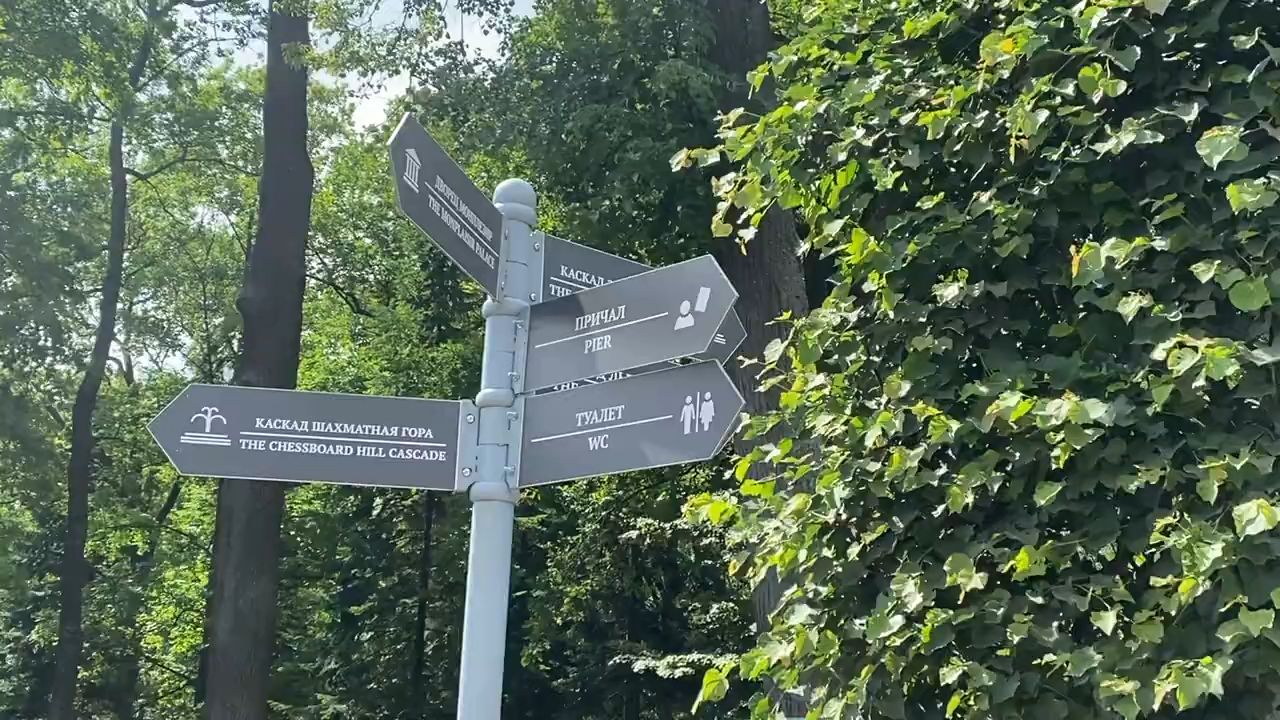 ДВОРЕЦ МОНПЛЕЗИР
THE MONPLAISIR PALACE
КАСКАД
THE
ПРИЧАЛ
PIER
ТУАЛЕТ
WC
КАСКАД ШАХМАТНАЯ ГОРА
THE CHESSBOARD HILL CASCADE